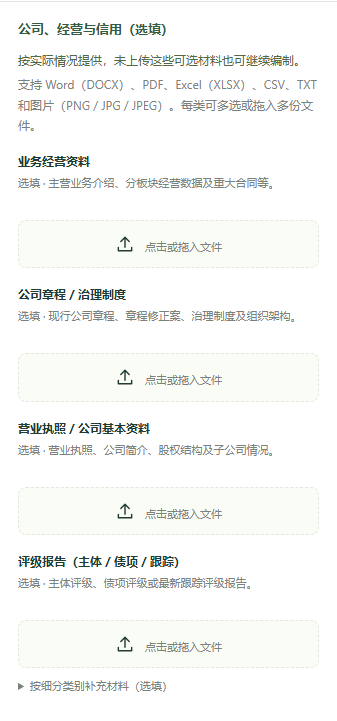 公司、经营与信用（选填）
按实际情况提供，未上传这些可选材料也可继续编制。
支持 Word（DOCX）、PDF、Excel（XLSX）、CSV、TXT
和图片（PNG / JPG / JPEG）。每类可多选或拖入多份文
件。
业务经营资料
选填 · 主营业务介绍、分板块经营数据及重大合同等。
点击或拖入文件
公司章程 / 治理制度
选填 · 现行公司章程、章程修正案、治理制度及组织架构。
点击或拖入文件
营业执照 / 公司基本资料
选填 · 营业执照、公司简介、股权结构及子公司情况。
点击或拖入文件
评级报告（主体 / 债项 / 跟踪）
选填 · 主体评级、债项评级或最新跟踪评级报告。
点击或拖入文件
按细分类别补充材料（选填）